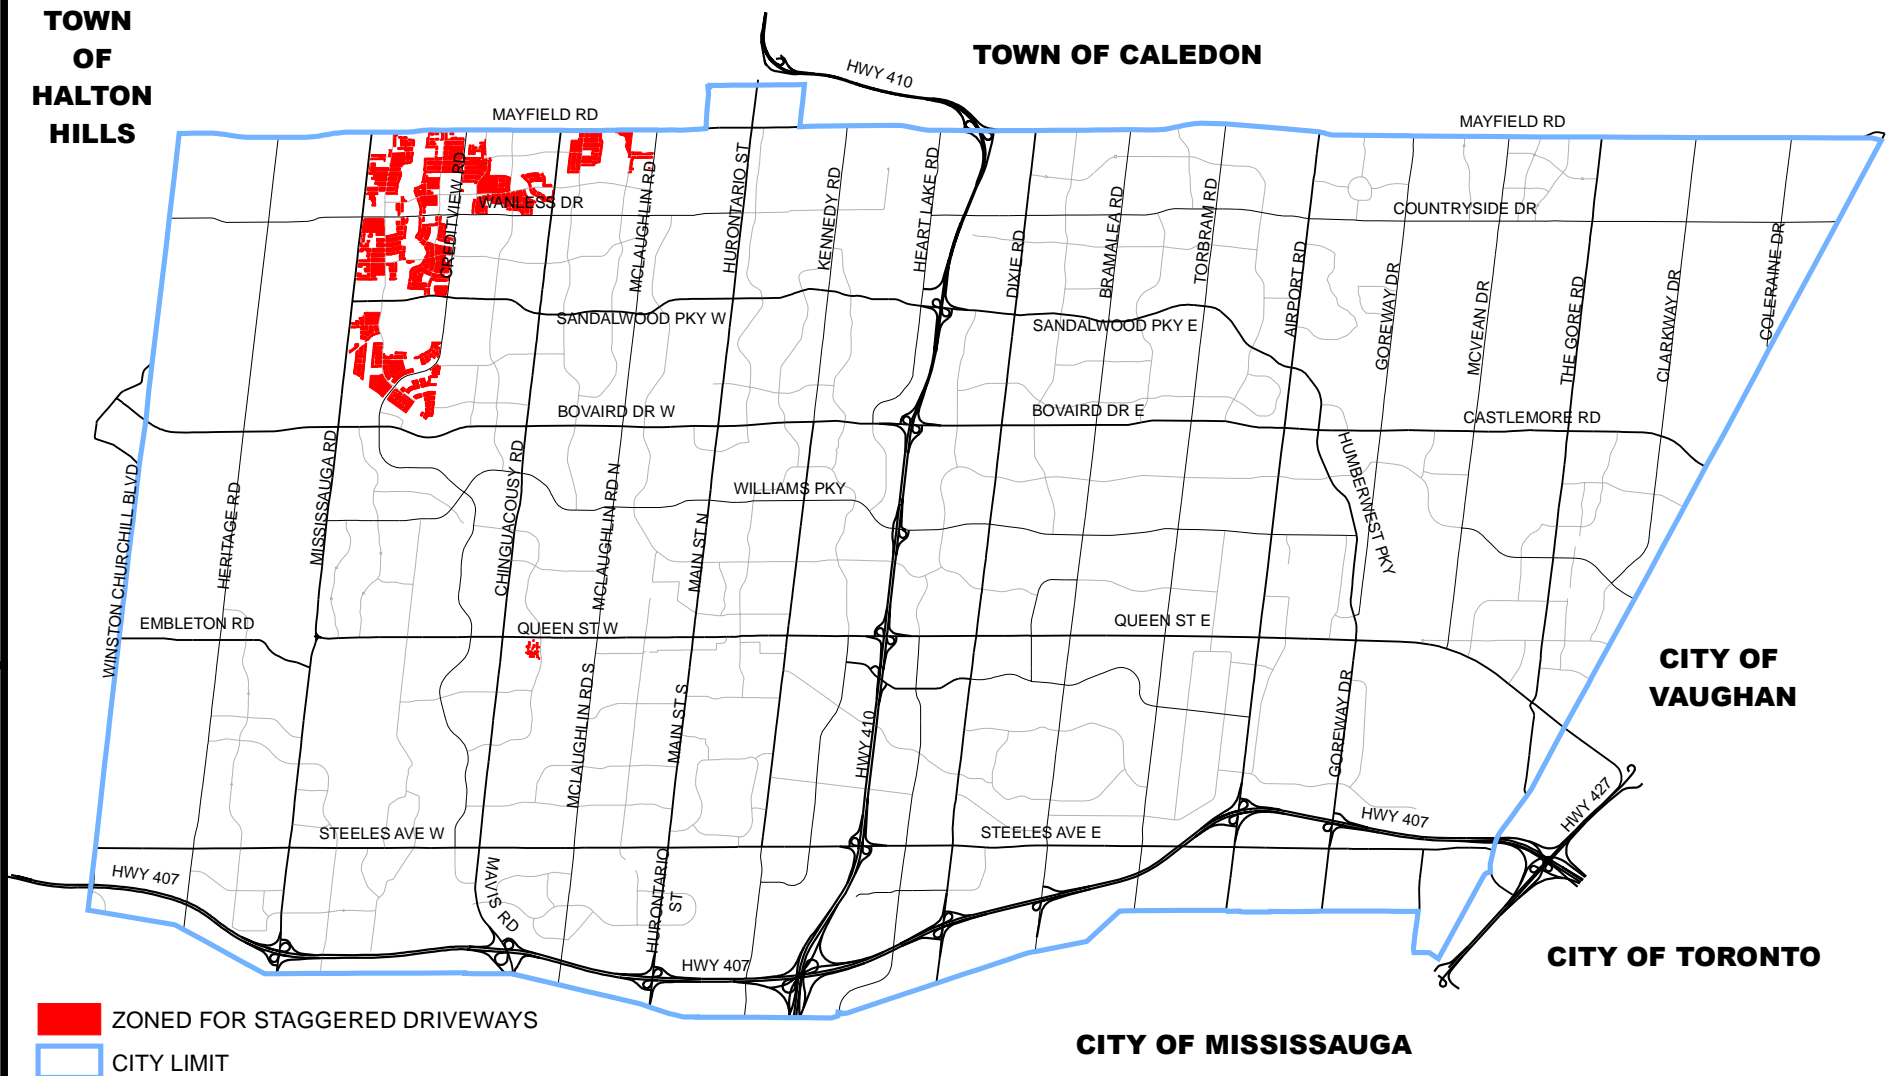 TOWN
OF
HALTON
HILLS
TOWN OF CALEDON
HWY 410
MAYFIELD RD
MAYFIELD RD
WANLESS DR
COUNTRYSIDE DR
CREDITVIEW RD
MCLAUGHLIN RD
HURONTARIO ST
KENNEDY RD
HEART LAKE RD
DIXIE RD
BRAMALEA RD
TORBRAM RD
AIRPORT RD
GOREWAY DR
MCVEAN DR
THE GORE RD
CLARKWAY DR
COLERAINE DR
SANDALWOOD PKY W
SANDALWOOD PKY E
BOVAIRD DR W
BOVAIRD DR E
CASTLEMORE RD
WINSTON CHURCHILL BLVD
HERITAGE RD
MISSISSAUGA RD
CHINGUACOUSY RD
MCLAUGHLIN RD N
MAIN ST N
WILLIAMS PKY
HUMBERWEST PKY
EMBLETON RD
QUEEN ST W
QUEEN ST E
CITY OF
VAUGHAN
MCLAUGHLIN RD S
MAIN ST S
HWY 410
GOREWAY DR
STEELES AVE W
STEELES AVE E
HWY 407
HWY 427
HWY 407
MAVIS RD
HURONTARIO
ST
HWY 407
CITY OF TORONTO
CITY OF MISSISSAUGA
ZONED FOR STAGGERED DRIVEWAYS
CITY LIMIT